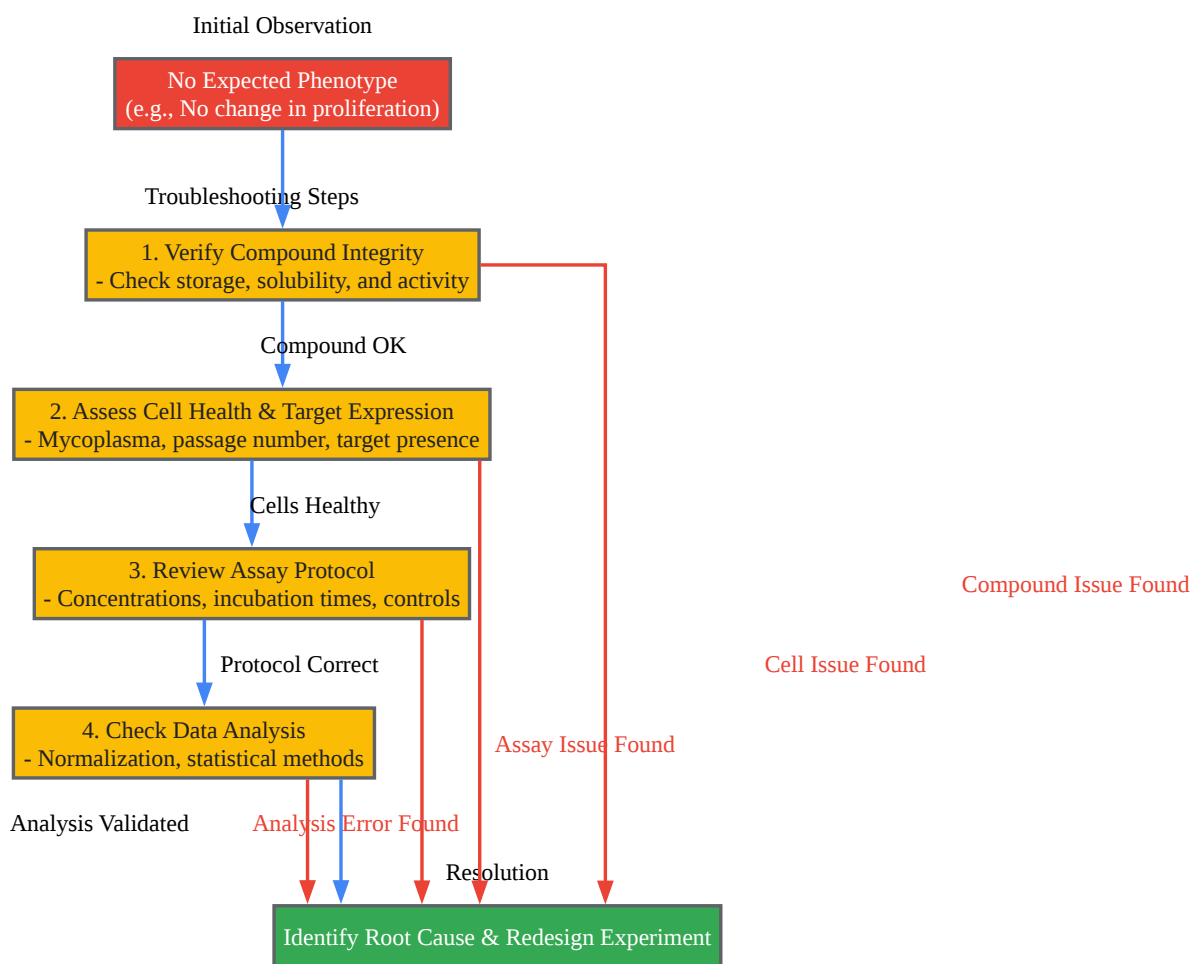 Initial Observation
No Expected Phenotype
(e.g., No change in proliferation)
Troubleshooting Steps
1. Verify Compound Integrity
- Check storage, solubility, and activity
Compound OK
2. Assess Cell Health & Target Expression
- Mycoplasma, passage number, target presence
Cells Healthy
3. Review Assay Protocol
- Concentrations, incubation times, controls
Compound Issue Found
Protocol Correct
Cell Issue Found
4. Check Data Analysis
- Normalization, statistical methods
Assay Issue Found
Analysis Validated
Analysis Error Found
Resolution
Identify Root Cause & Redesign Experiment